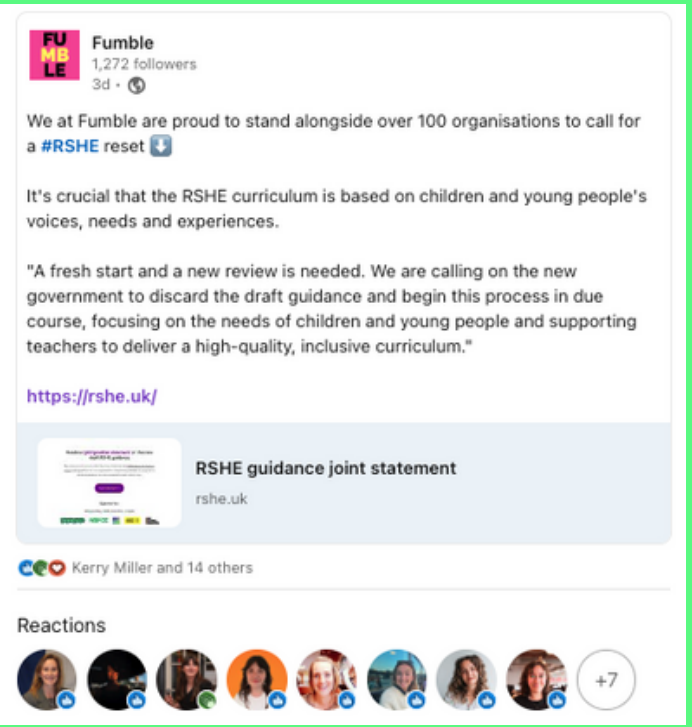 FU
MB
LE
Fumble
1,272 followers
3d •
We at Fumble are proud to stand alongside over 100 organisations to call for
a #RSHE reset
It's crucial that the RSHE curriculum is based on children and young people's
voices, needs and experiences.
"A fresh start and a new review is needed. We are calling on the new
government to discard the draft guidance and begin this process in due
course, focusing on the needs of children and young people and supporting
teachers to deliver a high-quality, inclusive curriculum."
https://rshe.uk/
RSHE guidance joint statement
rshe.uk
Kerry Miller and 14 others
Reactions
+7